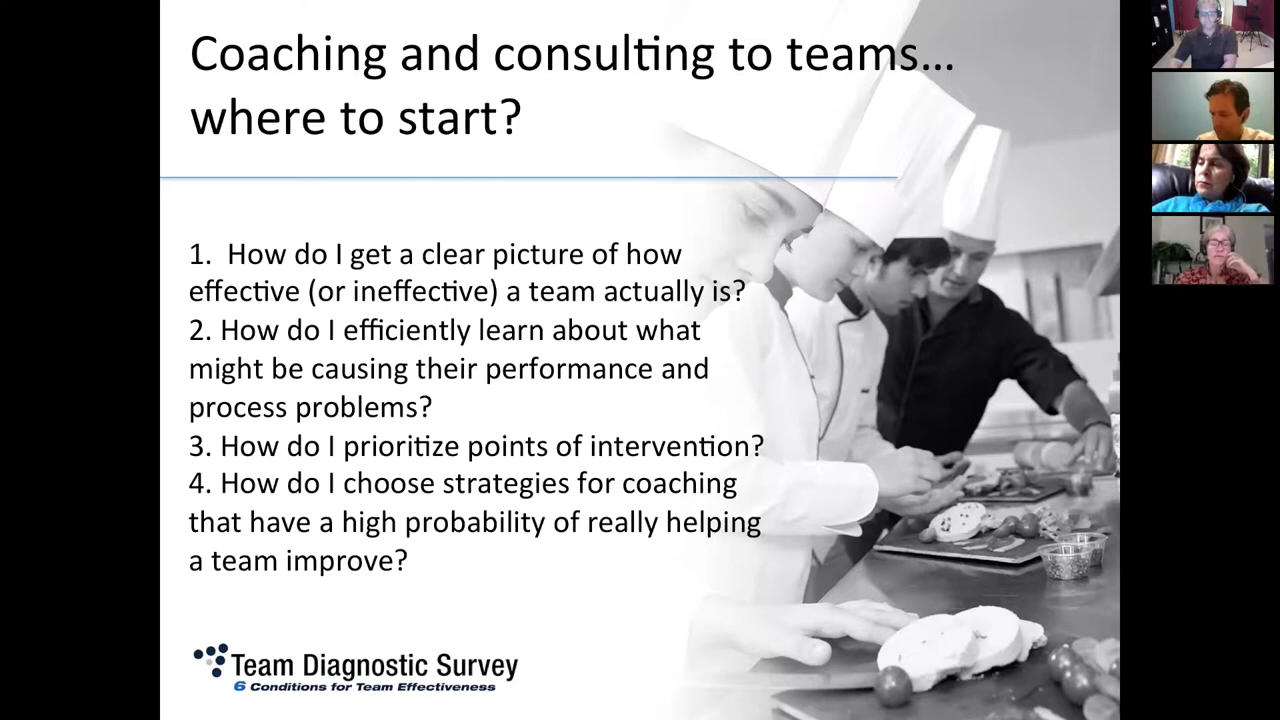 Coaching and consulting to teams...
where to start?
1. How do I get a clear picture of how
effective (or ineffective) a team actually is?
2. How do I efficiently learn about what
might be causing their performance and
process problems?
3. How do I prioritize points of intervention?
4. How do I choose strategies for coaching
that have a high probability of really helping
a team improve?
Team Diagnostic Survey
6 Conditions for Team Effectiveness